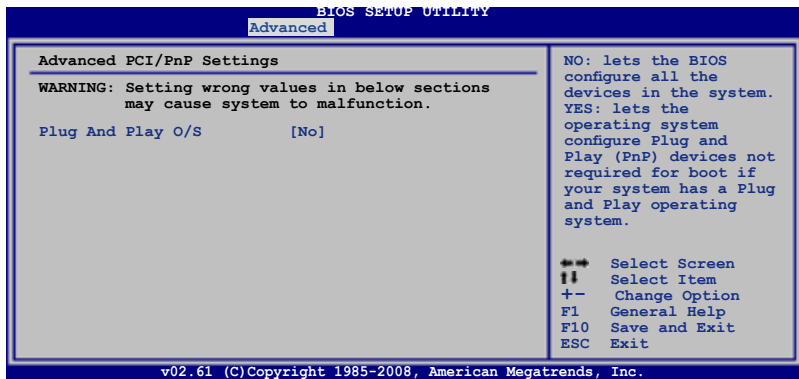 BIOS SETUP UTILITY
Advanced
Advanced PCI/PnP Settings
WARNING: Setting wrong values in below sections
may cause system to malfunction.
Plug And Play O/S [No]
NO: lets the BIOS
configure all the
devices in the system.
YES: lets the
operating system
configure Plug and
Play (PnP) devices not
required for boot if
your system has a Plug
and Play operating
system.
←→ Select Screen
↑↓ Select Item
+- Change Option
F1 General Help
F10 Save and Exit
ESC Exit
v02.61 (C)Copyright 1985-2008, American Megatrends, Inc.